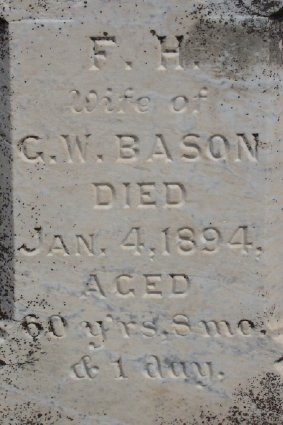 F. H.
Wife of
G. W. BASON
DIED
JAN. 4, 1894,
AGED
60 y'rs, 8 mo.
& 1 day.